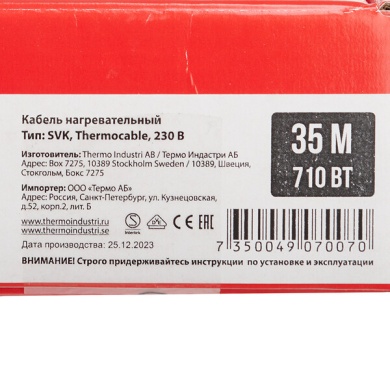 Кабель нагревательный
Тип: SVK, Thermocable, 230 В
35 М
710 ВТ
Изготовитель: Thermo Industri AB / Термо Индастри АБ
Адрес: Box 7275, 10389 Stockholm Sweden / 10389, Швеция,
Стокгольм, Бокс 7275
Импортер: ООО «Термо АБ»
Адрес: Россия, Санкт-Петербург, ул. Кузнецовская,
д.52, корп.2, лит. Б
www.thermoindustri.ru
www.thermoindustri.se
Intertek
CE EAC
Дата производства: 25.12.2023
7 350049 070070
ВНИМАНИЕ! Строго придерживайтесь инструкции по установке и эксплуатации